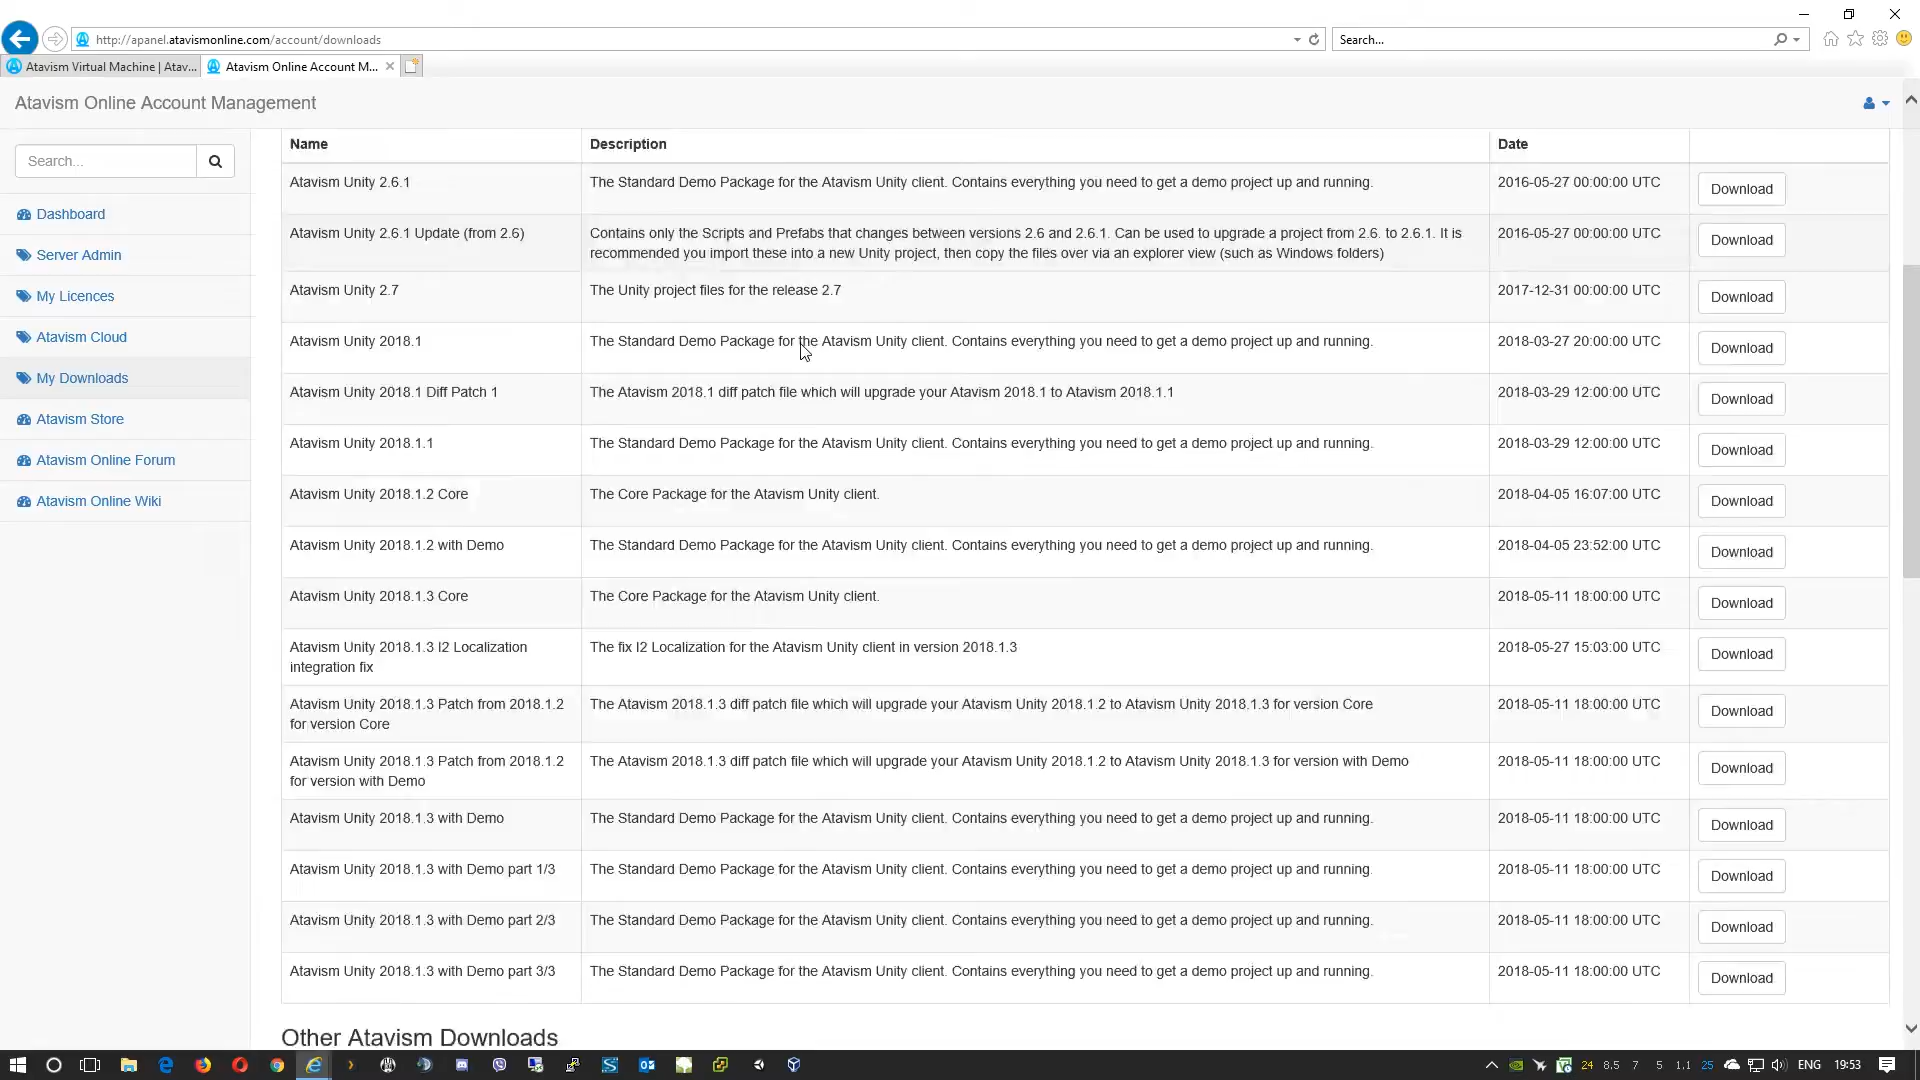 http://apanel.atavismonline.com/account/downloads
Search...
Atavism Virtual Machine | Atav...
Atavism Online Account M...
Atavism Online Account Management
Search...
Dashboard
Server Admin
My Licences
Atavism Cloud
My Downloads
Atavism Store
Atavism Online Forum
Atavism Online Wiki
Name Description Date
Atavism Unity 2.6.1 The Standard Demo Package for the Atavism Unity client. Contains everything you need to get a demo project up and running. 2016-05-27 00:00:00 UTC Download
Atavism Unity 2.6.1 Update (from 2.6) Contains only the Scripts and Prefabs that changes between versions 2.6 and 2.6.1. Can be used to upgrade a project from 2.6. to 2.6.1. It is 2016-05-27 00:00:00 UTC Download
recommended you import these into a new Unity project, then copy the files over via an explorer view (such as Windows folders)
Atavism Unity 2.7 The Unity project files for the release 2.7 2017-12-31 00:00:00 UTC Download
Atavism Unity 2018.1 The Standard Demo Package for the Atavism Unity client. Contains everything you need to get a demo project up and running. 2018-03-27 20:00:00 UTC Download
Atavism Unity 2018.1 Diff Patch 1 The Atavism 2018.1 diff patch file which will upgrade your Atavism 2018.1 to Atavism 2018.1.1 2018-03-29 12:00:00 UTC Download
Atavism Unity 2018.1.1 The Standard Demo Package for the Atavism Unity client. Contains everything you need to get a demo project up and running. 2018-03-29 12:00:00 UTC Download
Atavism Unity 2018.1.2 Core The Core Package for the Atavism Unity client. 2018-04-05 16:07:00 UTC Download
Atavism Unity 2018.1.2 with Demo The Standard Demo Package for the Atavism Unity client. Contains everything you need to get a demo project up and running. 2018-04-05 23:52:00 UTC Download
Atavism Unity 2018.1.3 Core The Core Package for the Atavism Unity client. 2018-05-11 18:00:00 UTC Download
Atavism Unity 2018.1.3 I2 Localization The fix I2 Localization for the Atavism Unity client in version 2018.1.3 2018-05-27 15:03:00 UTC Download
integration fix
Atavism Unity 2018.1.3 Patch from 2018.1.2 The Atavism 2018.1.3 diff patch file which will upgrade your Atavism Unity 2018.1.2 to Atavism Unity 2018.1.3 for version Core 2018-05-11 18:00:00 UTC Download
for version Core
Atavism Unity 2018.1.3 Patch from 2018.1.2 The Atavism 2018.1.3 diff patch file which will upgrade your Atavism Unity 2018.1.2 to Atavism Unity 2018.1.3 for version with Demo 2018-05-11 18:00:00 UTC Download
for version with Demo
Atavism Unity 2018.1.3 with Demo The Standard Demo Package for the Atavism Unity client. Contains everything you need to get a demo project up and running. 2018-05-11 18:00:00 UTC Download
Atavism Unity 2018.1.3 with Demo part 1/3 The Standard Demo Package for the Atavism Unity client. Contains everything you need to get a demo project up and running. 2018-05-11 18:00:00 UTC Download
Atavism Unity 2018.1.3 with Demo part 2/3 The Standard Demo Package for the Atavism Unity client. Contains everything you need to get a demo project up and running. 2018-05-11 18:00:00 UTC Download
Atavism Unity 2018.1.3 with Demo part 3/3 The Standard Demo Package for the Atavism Unity client. Contains everything you need to get a demo project up and running. 2018-05-11 18:00:00 UTC Download
Other Atavism Downloads
24 8.5 7 5 1.1 25 ENG 19:53